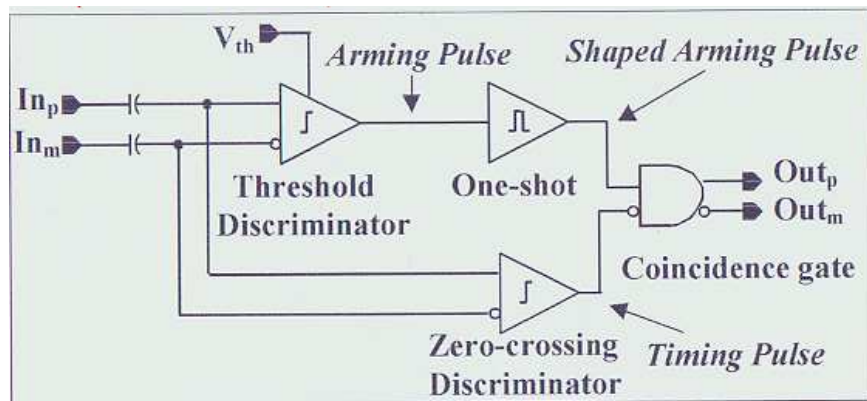 Vth
Arming Pulse
Shaped Arming Pulse
Inp
Inm
Threshold
Discriminator
One-shot
Outp
Outm
Coincidence gate
Zero-crossing
Discriminator
Timing Pulse